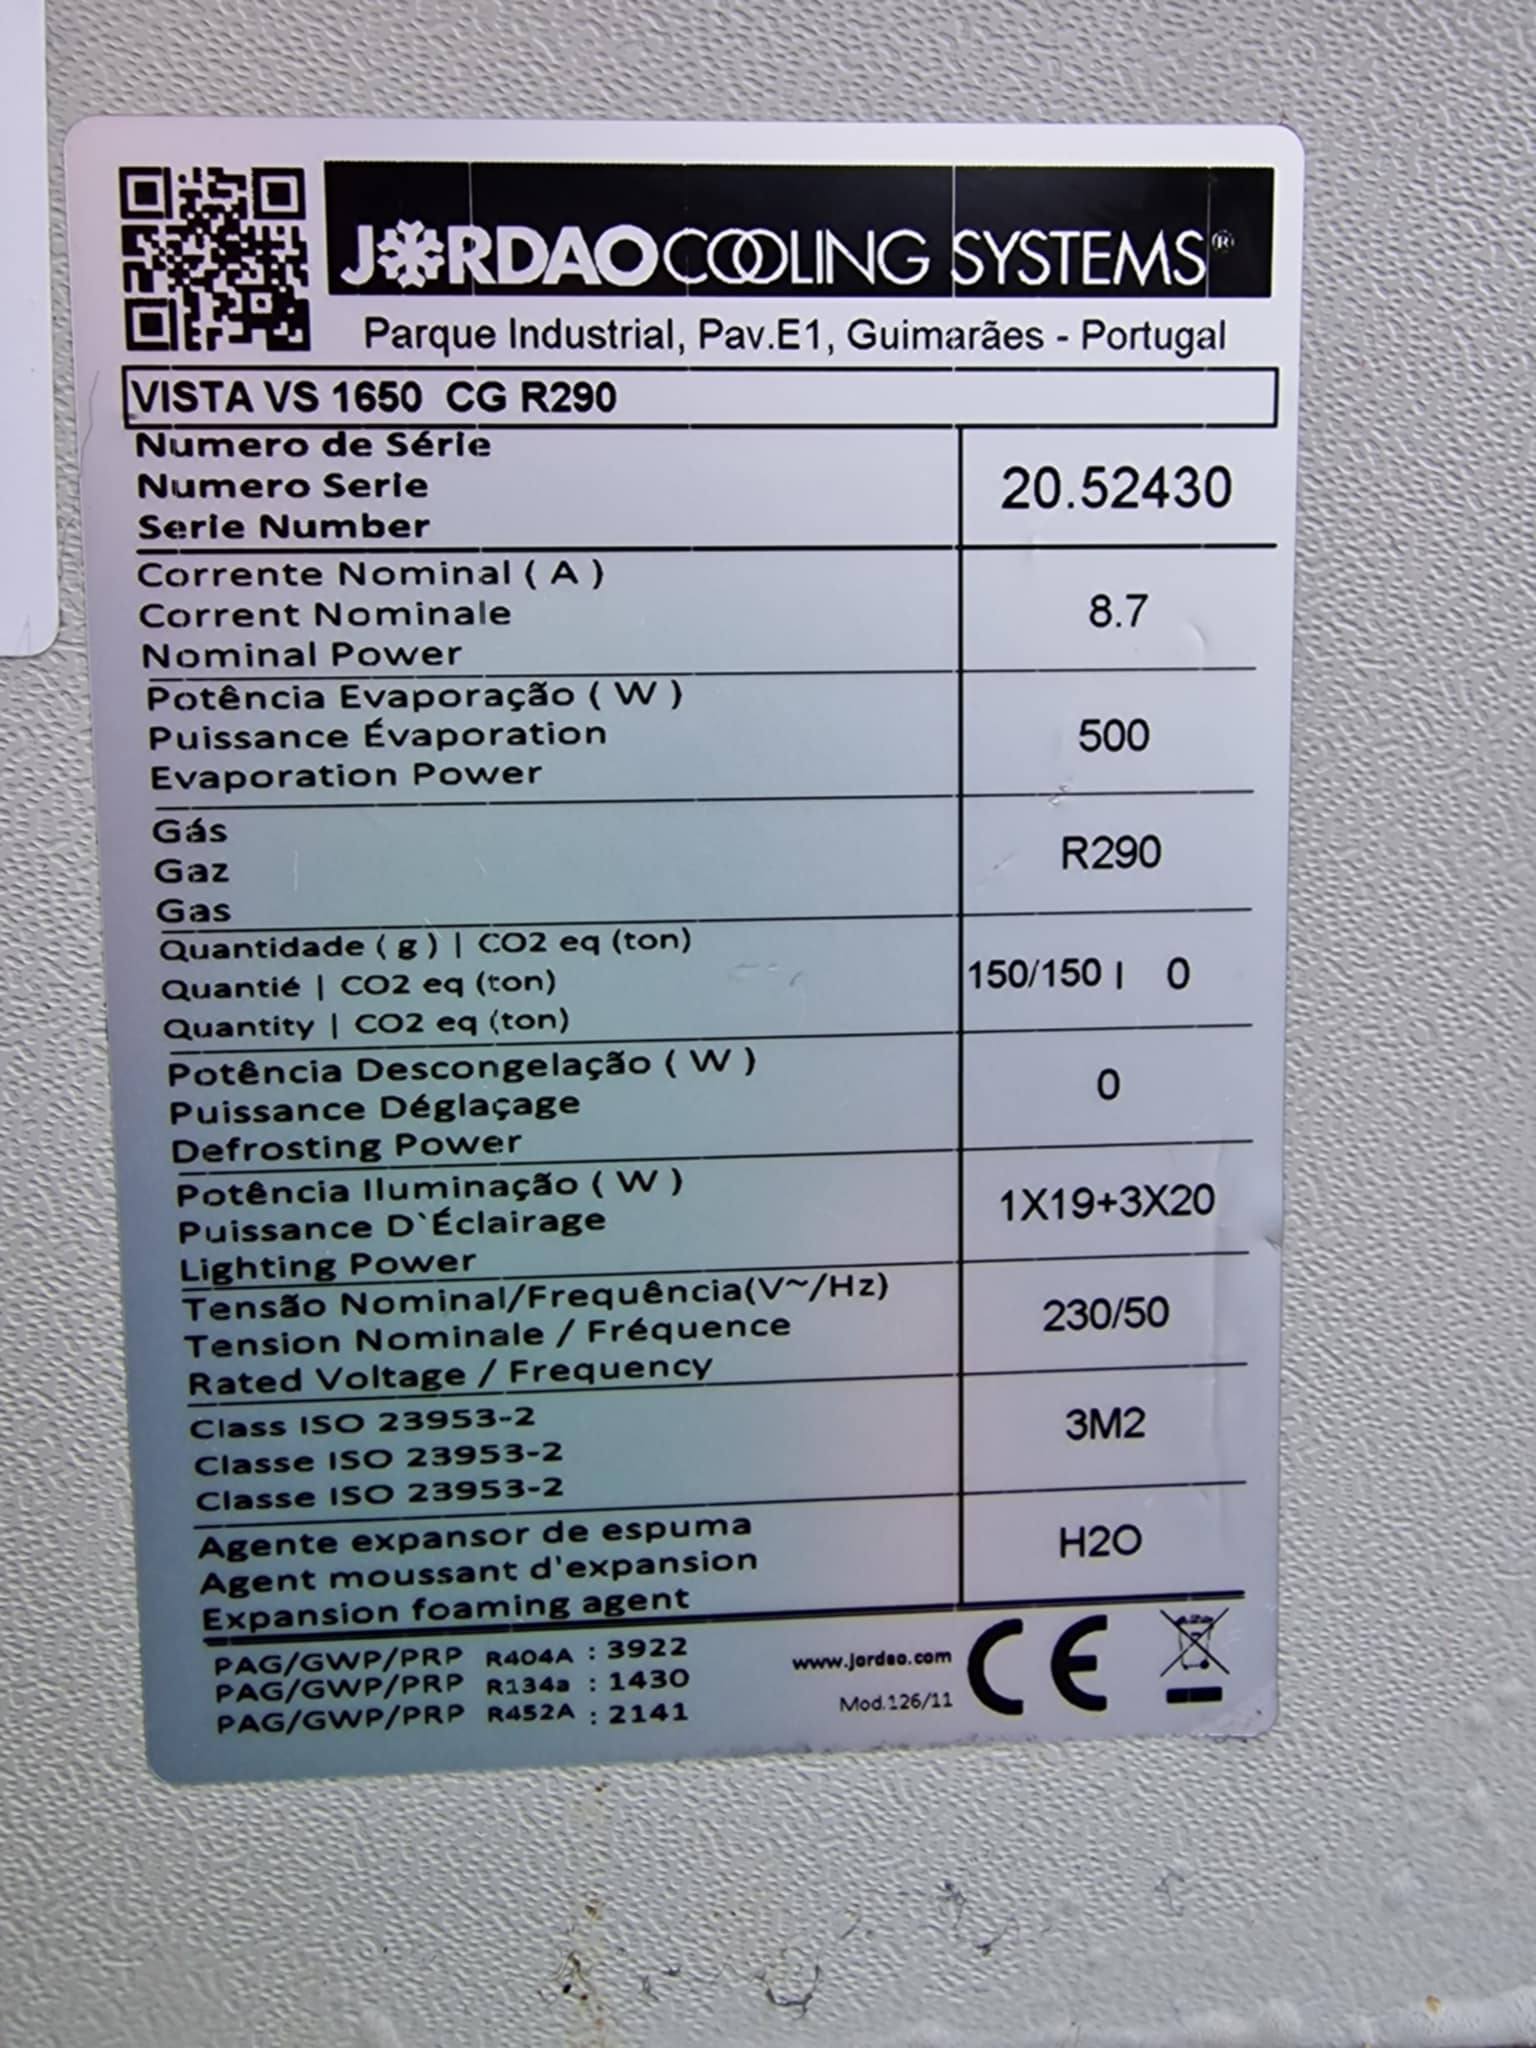 JORDAO COOLING SYSTEMS®
Parque Industrial, Pav.E1, Guimarães - Portugal
VISTA VS 1650 CG R290
Numero de Série
Numero Serie
Serie Number
20.52430
Corrente Nominal ( A )
Corrent Nominale
Nominal Power
8.7
Potência Evaporação ( W )
Puissance Évaporation
Evaporation Power
500
Gás
Gaz
Gas
R290
Quantidade ( g ) | CO2 eq (ton)
Quantié | CO2 eq (ton)
Quantity | CO2 eq (ton)
150/150 | 0
Potência Descongelação ( W )
Puissance Déglaçage
Defrosting Power
0
Potência Iluminação ( W )
Puissance D`Éclairage
Lighting Power
1X19+3X20
Tensão Nominal/Frequência(V~/Hz)
Tension Nominale / Fréquence
Rated Voltage / Frequency
230/50
Class ISO 23953-2
Classe ISO 23953-2
Classe ISO 23953-2
3M2
Agente expansor de espuma
Agent moussant d'expansion
Expansion foaming agent
H2O
PAG/GWP/PRP R404A : 3922
PAG/GWP/PRP R134a : 1430
PAG/GWP/PRP R452A : 2141
www.jordao.com
Mod.126/11
CE